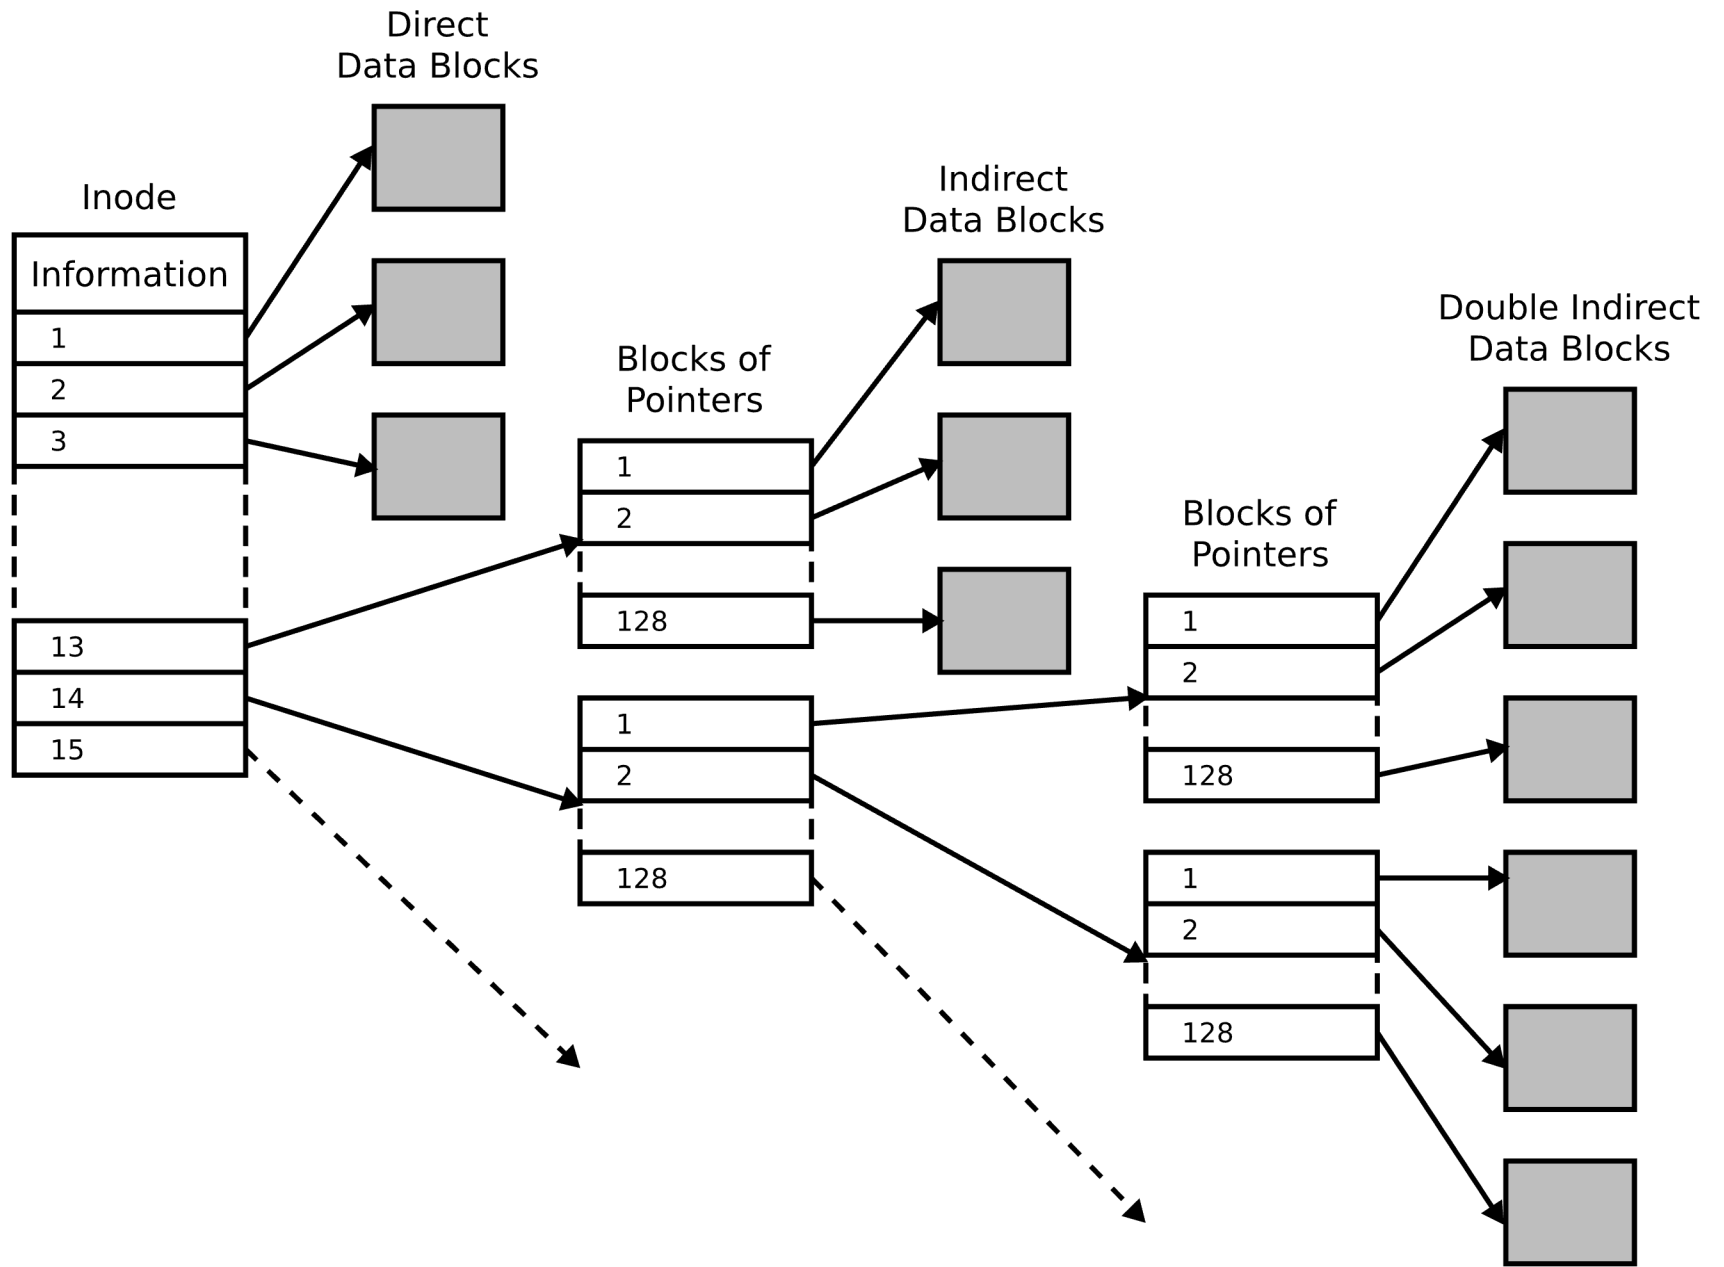 Direct
Data Blocks
Inode
Information
1
2
3
13
14
15
Blocks of
Pointers
1
2
128
1
2
128
Indirect
Data Blocks
Blocks of
Pointers
1
2
128
1
2
128
Double Indirect
Data Blocks